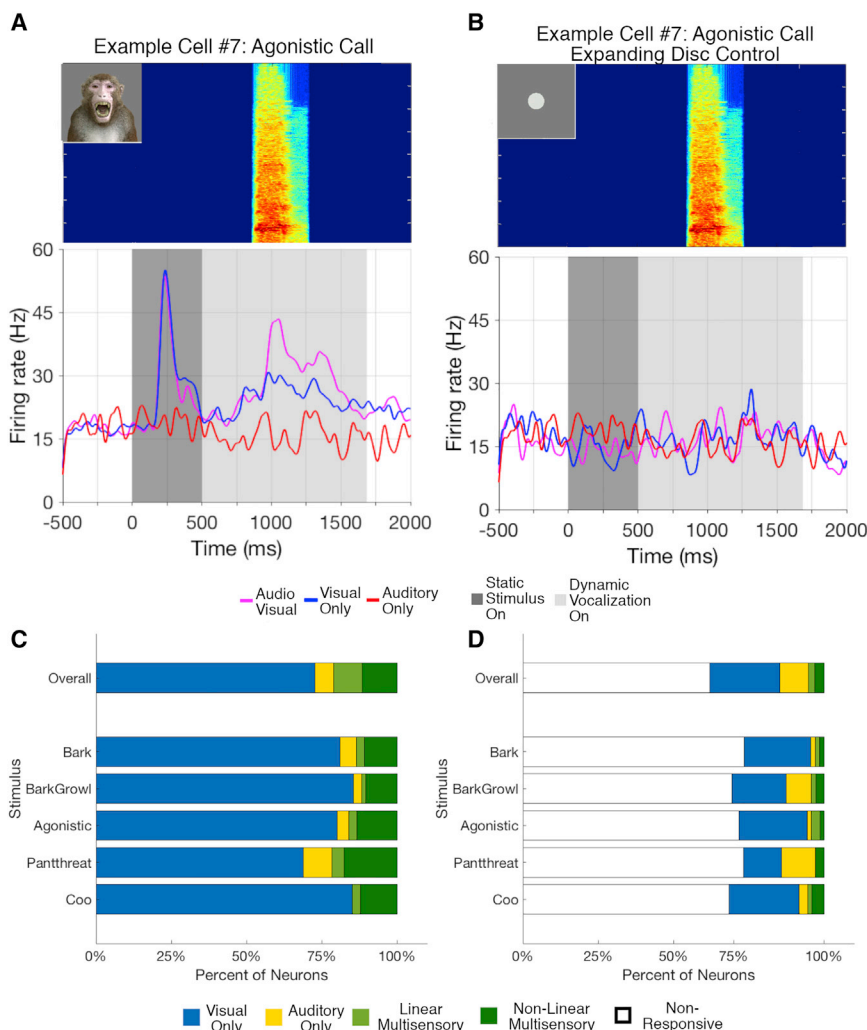 A
Example Cell #7: Agonistic Call
B
Example Cell #7: Agonistic Call
Expanding Disc Control
60
45
30
15
0
Firing rate (Hz)
-500
0
500
1000
1500
2000
Time (ms)
60
45
30
15
0
Firing rate (Hz)
-500
0
500
1000
1500
2000
Time (ms)
Audio
Visual
Visual
Only
Auditory
Only
Static
Stimulus
On
Dynamic
Vocalization
On
C
Overall
Bark
BarkGrowl
Agonistic
Pantthreat
Coo
Stimulus
0%
25%
50%
75%
100%
Percent of Neurons
D
Overall
Bark
BarkGrowl
Agonistic
Pantthreat
Coo
Stimulus
0%
25%
50%
75%
100%
Percent of Neurons
Visual
Only
Auditory
Only
Linear
Multisensory
Non-Linear
Multisensory
Non-
Responsive